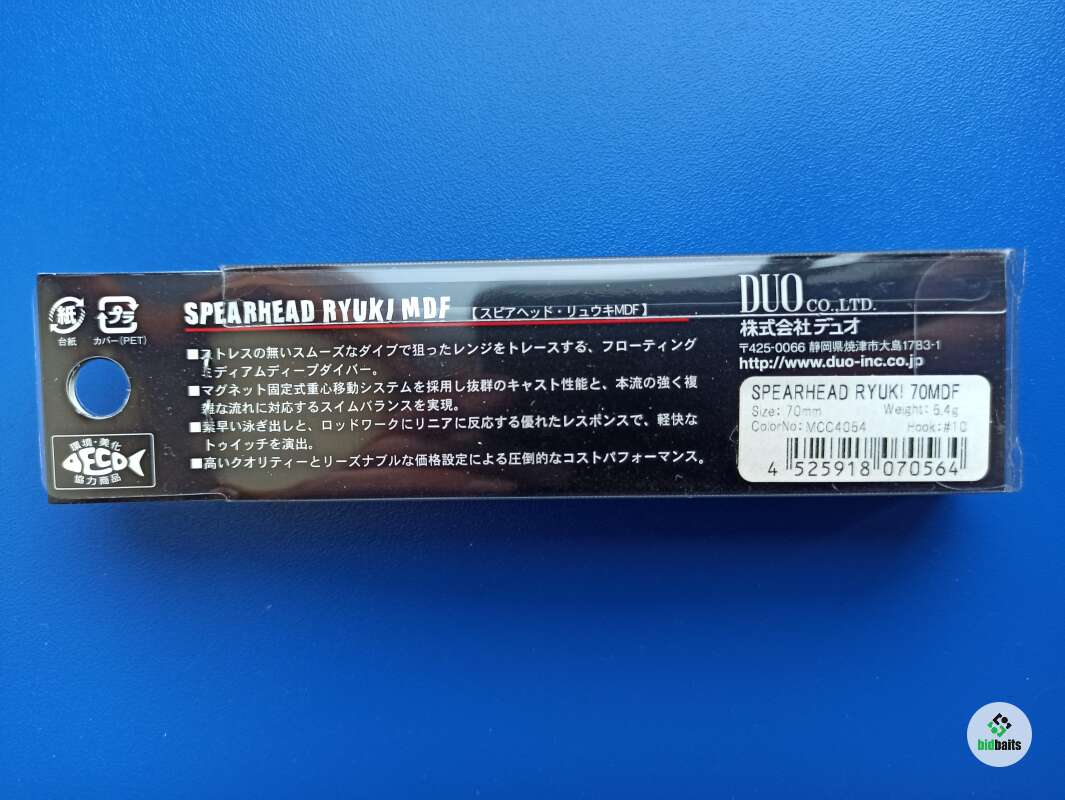 紙
台紙
プラ
カバー(PET)
環境・美化
ECO
協力商品
SPEARHEAD RYUKI MDF 【スピアヘッド・リュウキMDF】
■ストレスの無いスムーズなダイブで狙ったレンジをトレースする、フローティング
ミディアムディープダイバー。
■マグネット固定式重心移動システムを採用し抜群のキャスト性能と、本流の強く複
雑な流れに対応するスイムバランスを実現。
■素早い泳ぎ出しと、ロッドワークにリニアに反応する優れたレスポンスで、軽快な
トゥイッチを演出。
■高いクオリティーとリーズナブルな価格設定による圧倒的なコストパフォーマンス。
DUO CO.,LTD.
株式会社デュオ
〒425-0066 静岡県焼津市大島1783-1
http://www.duo-inc.co.jp
SPEARHEAD RYUKI 70MDF
Size: 70mm Weight: 5.4g
ColorNo: MCC4054 Hook: #10
4 525918 070564
bidbaits